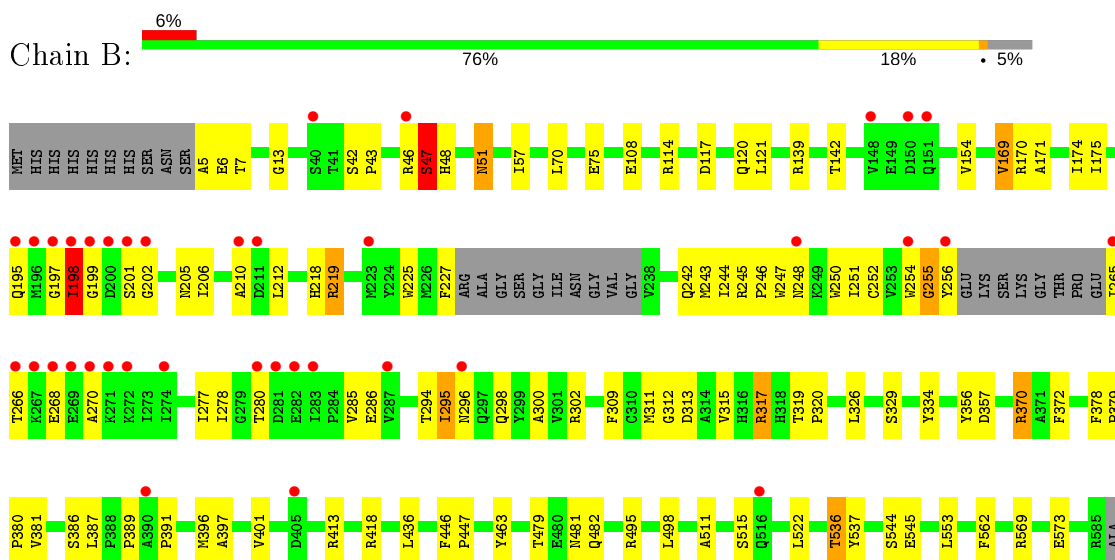 6%
Chain B:
76% 18% • 5%
MET HIS HIS HIS HIS HIS HIS SER ASN SER A5 E6 T7 G13 S40 T41 S42 P43 R46 S47 H48 N51 I57 L70 E75 E108 R114 D117 Q120 L121 R139 T142 V148 E149 D150 Q151 V154 V169 R170 A171 I174 I175
Q195 M196 G197 I198 G199 D200 S201 G202 N205 I206 A210 D211 L212 H218 R219 M223 Y224 W225 M226 F227 ARG ALA GLY SER GLY ILE ASN GLY VAL GLY V238 Q242 M243 I244 R245 P246 W247 N248 K249 W250 I251 C252 V253 W254 G255 Y256 GLU LYS SER LYS GLY THR PRO GLU I265
T266 K267 E268 E269 A270 K271 K272 I273 I274 I277 I278 G279 T280 D281 E282 I283 P284 V285 E286 V287 T294 I295 N296 Q297 Q298 Y299 A300 V301 R302 F309 C310 M311 G312 D313 A314 V315 H316 R317 H318 T319 P320 L326 S329 Y334 Y356 D357 R370 A371 F372 F378 P379
P380 V381 S386 L387 P388 P389 A390 P391 M396 A397 V401 D405 R413 R418 L436 F446 P447 Y463 T479 E480 N481 Q482 R495 L498 A511 S515 Q516 L522 T536 Y537 S544 E545 L553 F562 R569 E573 R585